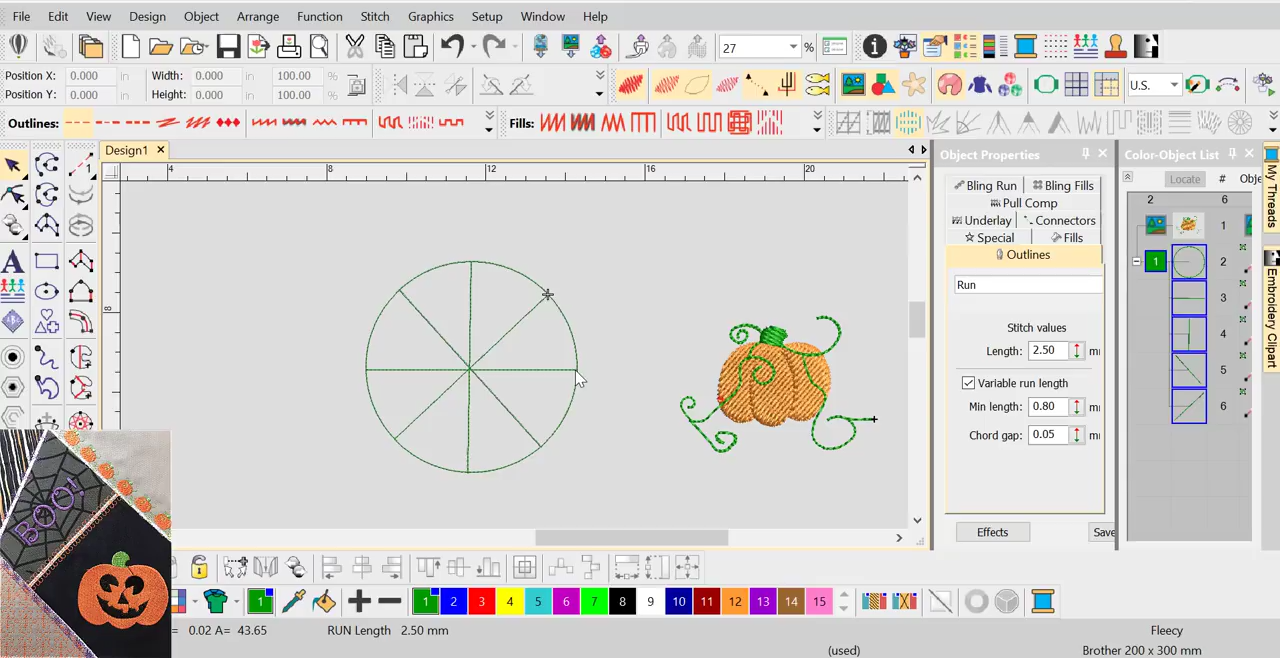 File Edit View Design Object Arrange Function Stitch Graphics Setup Window Help
27 %
Position X: 0.000 in Width: 0.000 in 100.00 %
Position Y: 0.000 in Height: 0.000 in 100.00 %
U.S.
Outlines: Fills:
Design1
4 8 12 16 20
8
Object Properties
Bling Run Bling Fills
Pull Comp
Underlay Connectors
Special Fills
Outlines
Run
Stitch values
Length: 2.50 m
Variable run length
Min length: 0.80 m
Chord gap: 0.05 m
Effects Save
Color-Object List
Locate # Obje
2 6
1
1 2
3
4
5
6
My Threads
Embroidery Clipart
BOO!
1 1 2 3 4 5 6 7 8 9 10 11 12 13 14 15
= 0.02 A= 43.65 RUN Length 2.50 mm Fleecy
(used) Brother 200 x 300 mm